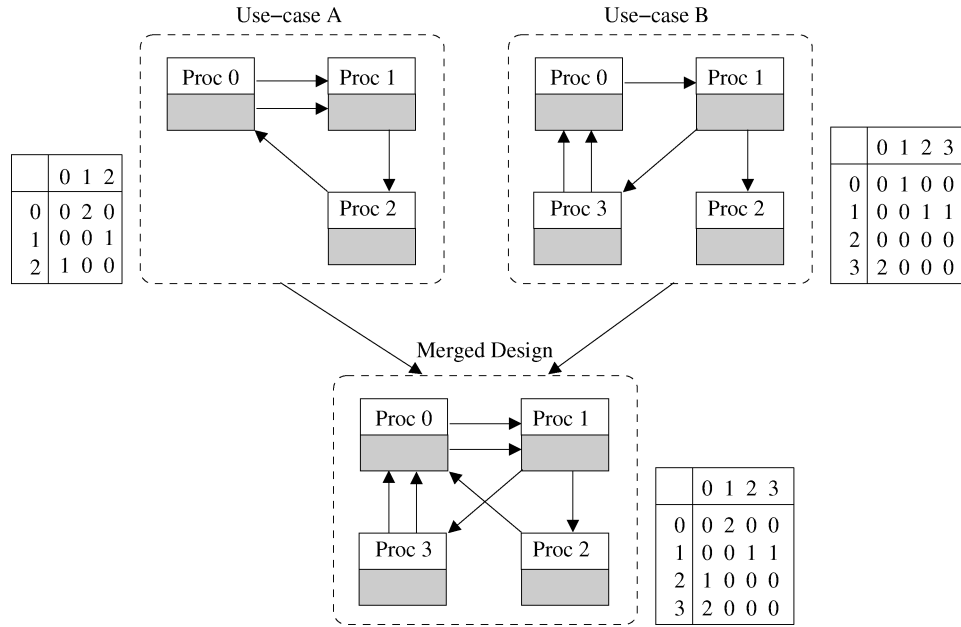 Use-case A
Proc 0
Proc 1
Proc 2
0 1 2
0 0 2 0
1 0 0 1
2 1 0 0
Use-case B
Proc 0
Proc 1
Proc 3
Proc 2
0 1 2 3
0 0 1 0 0
1 0 0 1 1
2 0 0 0 0
3 2 0 0 0
Merged Design
Proc 0
Proc 1
Proc 3
Proc 2
0 1 2 3
0 0 2 0 0
1 0 0 1 1
2 1 0 0 0
3 2 0 0 0